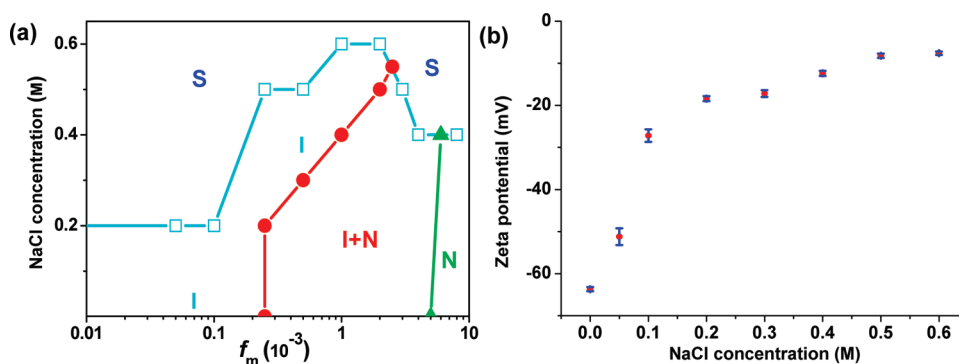 (a)
NaCl concentration (M)
0.6
0.4
0.2
S
S
I
I+N
N
I
0.01
0.1
1
10
fm (10-3)
(b)
Zeta pontential (mV)
-0
-20
-40
-60
0.0 0.1 0.2 0.3 0.4 0.5 0.6
NaCl concentration (M)